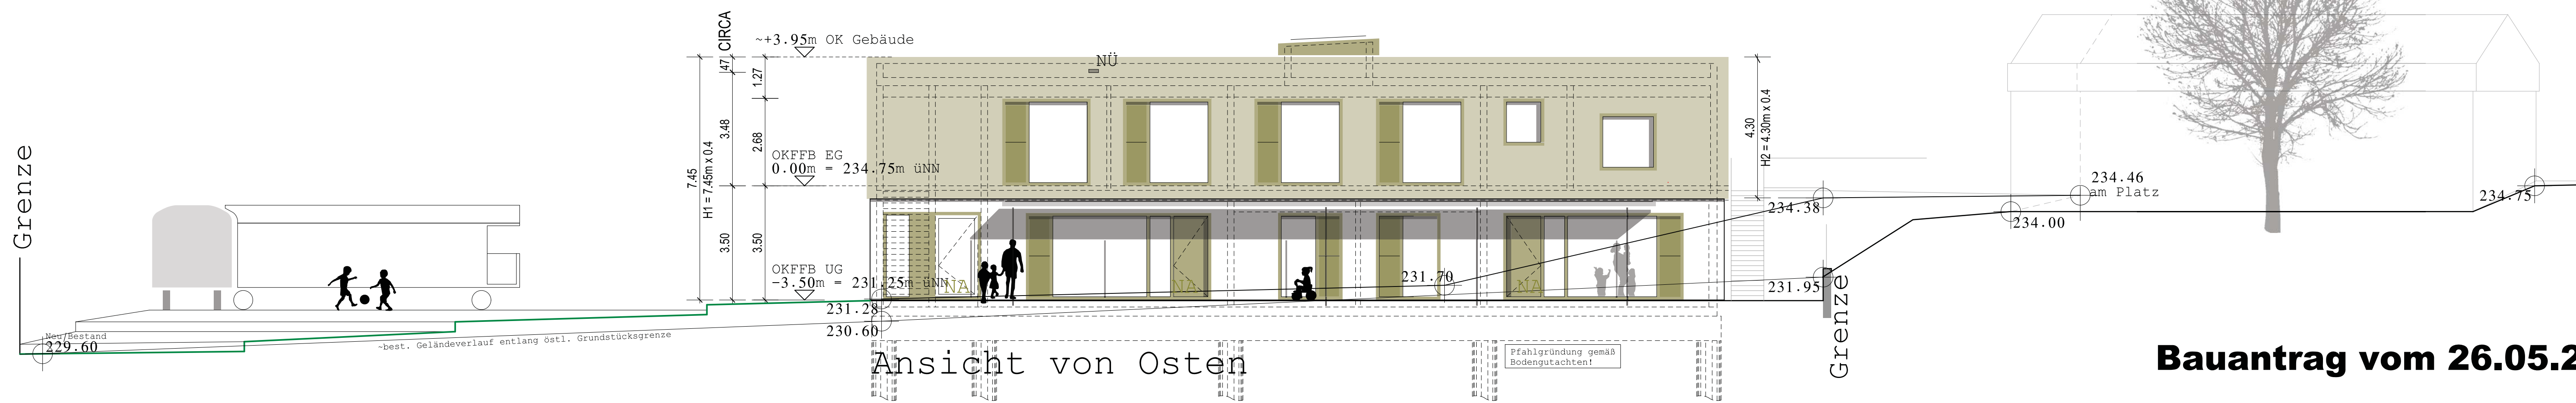 Grenze
Neu/Bestand
229.60
~best. Geländeverlauf entlang östl. Grundstücksgrenze
47 CIRCA
3.48
3.50
7.45
H1 = 7.45m x 0.4
1.27
2.68
3.50
~+3.95m OK Gebäude
OKFFB EG
0.00m = 234.75m üNN
OKFFB UG
-3.50m = 231.25m üNN
231.28
230.60
NÜ
NA
NA
NA
231.70
4.30
H2 = 4.30m x 0.4
234.38
231.95
Grenze
234.46
am Platz
234.00
234.75
Ansicht von Osten
Pfahlgründung gemäß
Bodengutachten!
Bauantrag vom 26.05.2